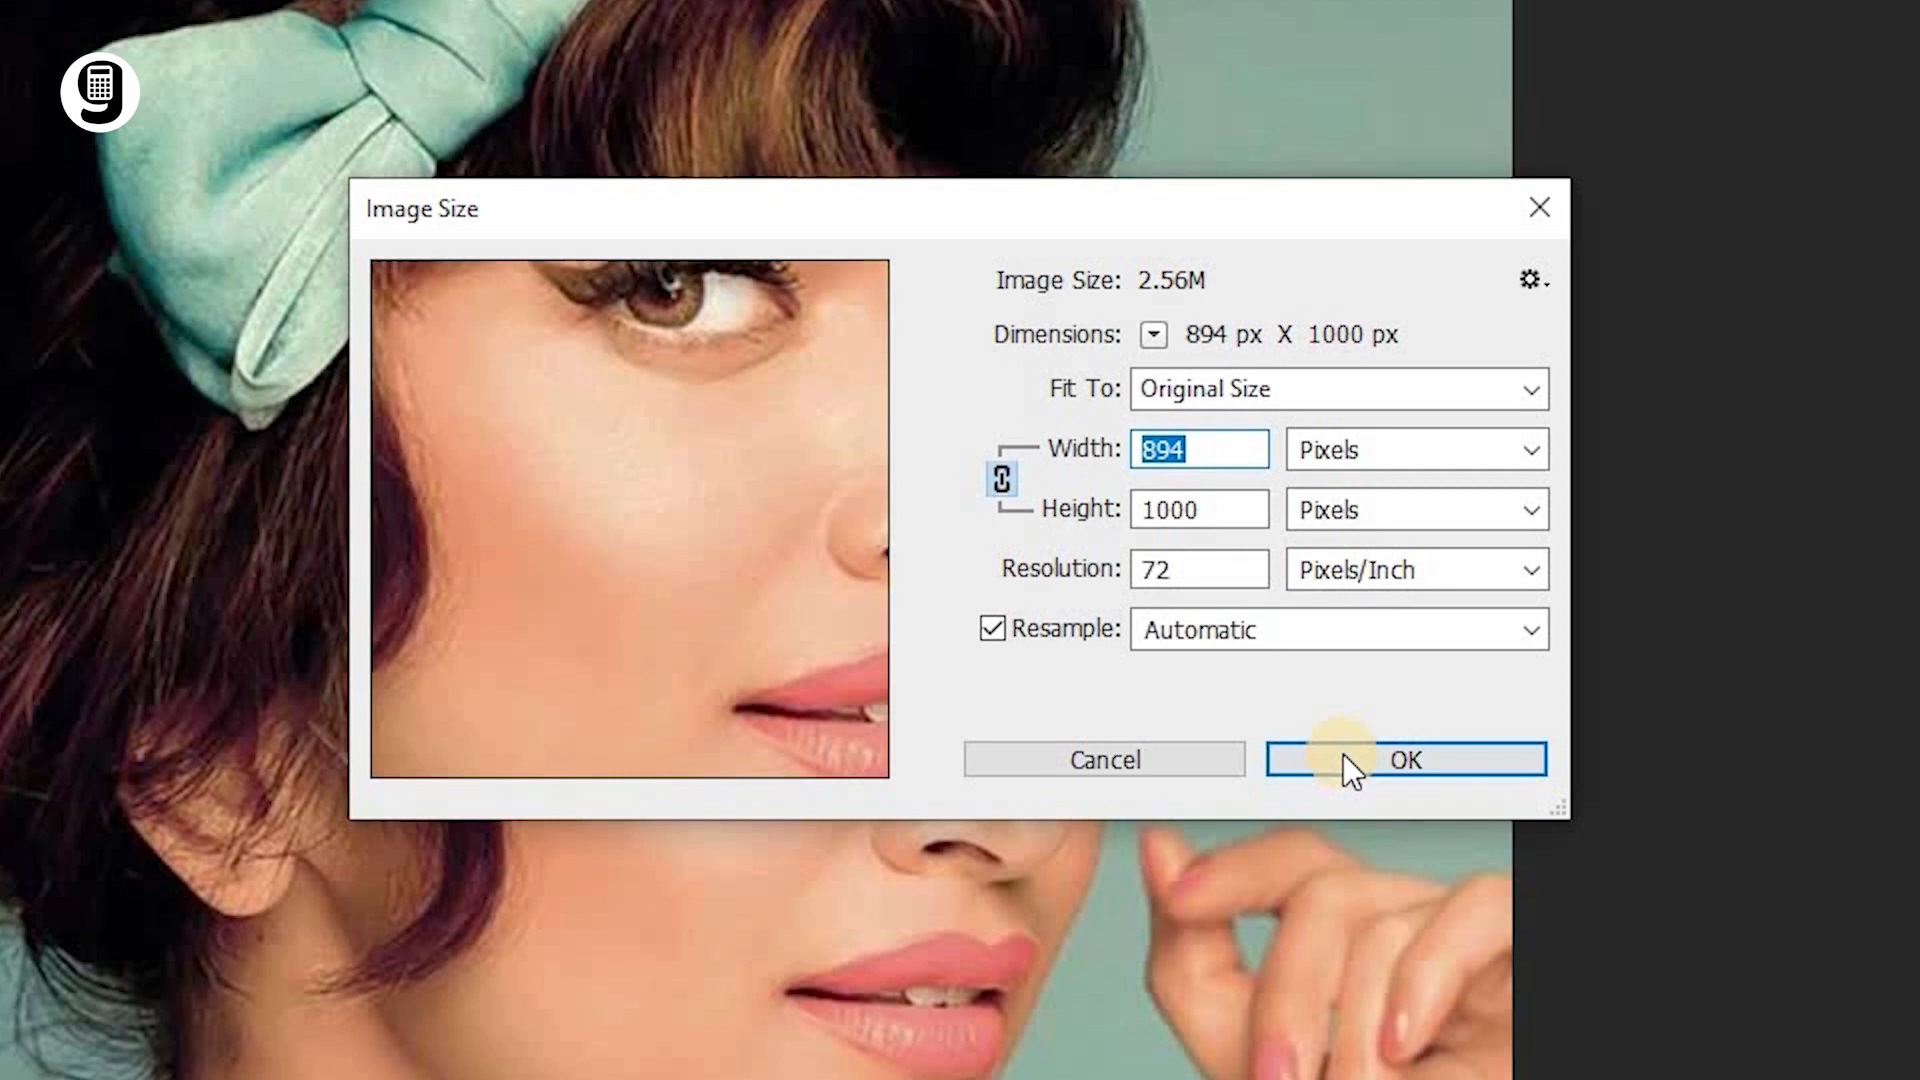 Image Size
Image Size: 2.56M
Dimensions: 894 px X 1000 px
Fit To: Original Size
Width: 894 Pixels
Height: 1000 Pixels
Resolution: 72 Pixels/Inch
Resample: Automatic
Cancel OK